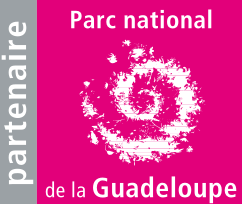 partenaire
Parc national
de la Guadeloupe